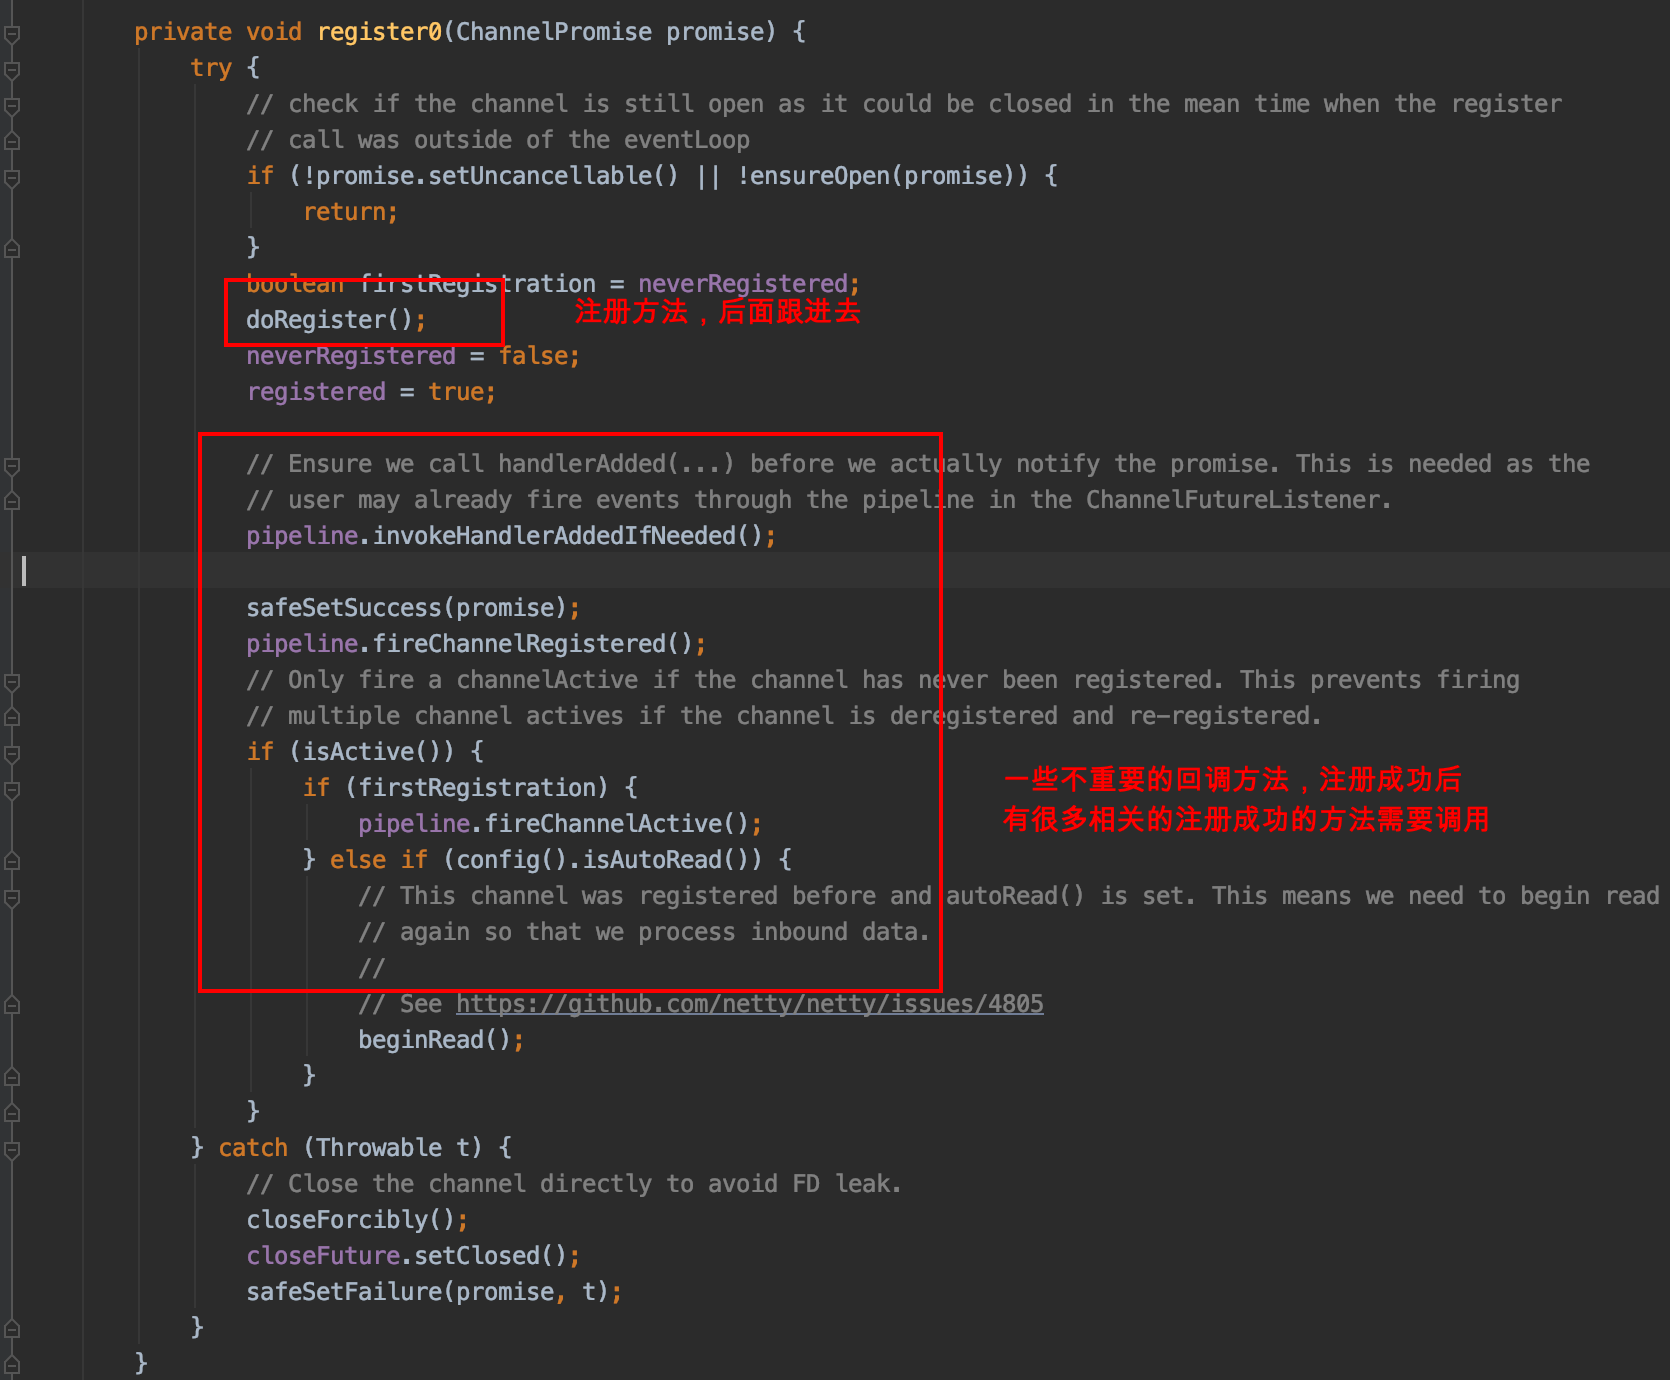 private void register0(ChannelPromise promise) {
try {
// check if the channel is still open as it could be closed in the mean time when the register
// call was outside of the eventLoop
if (!promise.setUncancellable() || !ensureOpen(promise)) {
return;
}
boolean firstRegistration = neverRegistered;
doRegister();
注册方法，后面跟进去
neverRegistered = false;
registered = true;
// Ensure we call handlerAdded(...) before we actually notify the promise. This is needed as the
// user may already fire events through the pipeline in the ChannelFutureListener.
pipeline.invokeHandlerAddedIfNeeded();
safeSetSuccess(promise);
pipeline.fireChannelRegistered();
// Only fire a channelActive if the channel has never been registered. This prevents firing
// multiple channel actives if the channel is deregistered and re-registered.
if (isActive()) {
if (firstRegistration) {
一些不重要的回调方法，注册成功后
有很多相关的注册成功的方法需要调用
pipeline.fireChannelActive();
} else if (config().isAutoRead()) {
// This channel was registered before and autoRead() is set. This means we need to begin read
// again so that we process inbound data.
//
// See https://github.com/netty/netty/issues/4805
beginRead();
}
}
} catch (Throwable t) {
// Close the channel directly to avoid FD leak.
closeForcibly();
closeFuture.setClosed();
safeSetFailure(promise, t);
}
}